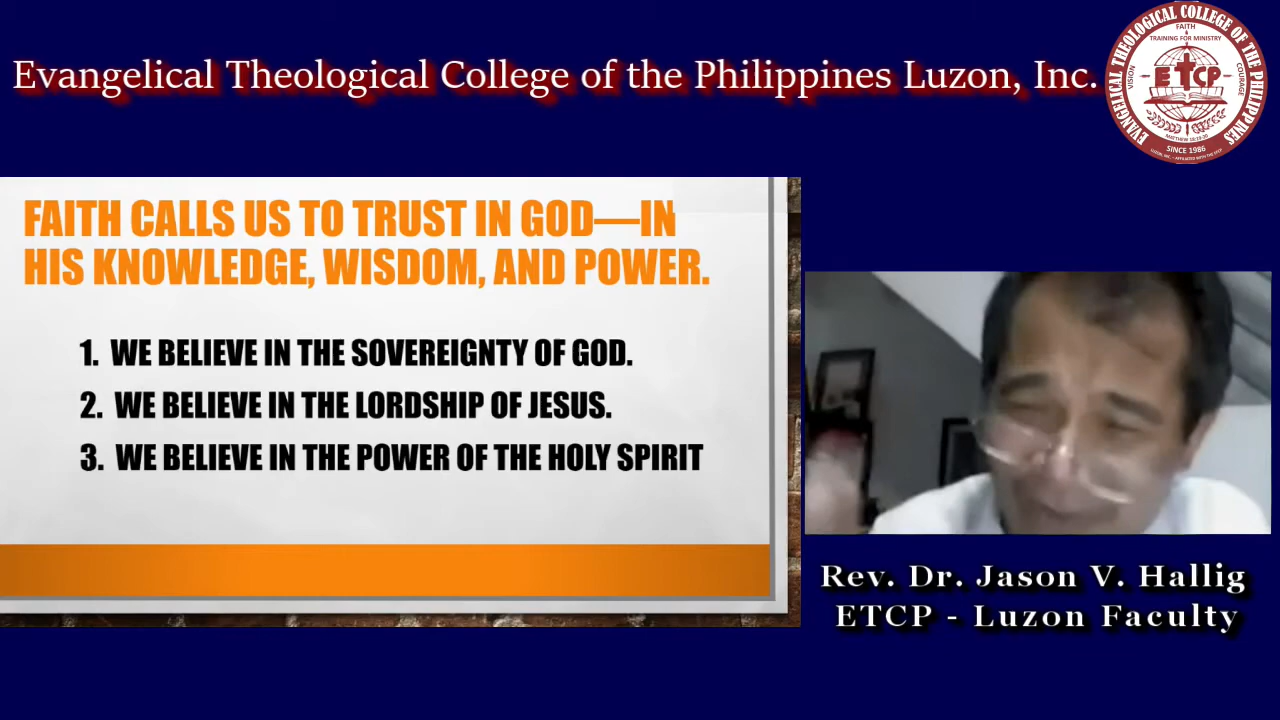 Evangelical Theological College of the Philippines Luzon, Inc.
EVANGELICAL THEOLOGICAL COLLEGE OF THE PHILIPPINES
FAITH
&
TRAINING FOR MINISTRY
VISION
COURAGE
ETCP
SINCE 1986
FAITH CALLS US TO TRUST IN GOD—IN
HIS KNOWLEDGE, WISDOM, AND POWER.
1. WE BELIEVE IN THE SOVEREIGNTY OF GOD.
2. WE BELIEVE IN THE LORDSHIP OF JESUS.
3. WE BELIEVE IN THE POWER OF THE HOLY SPIRIT
Rev. Dr. Jason V. Hallig
ETCP - Luzon Faculty